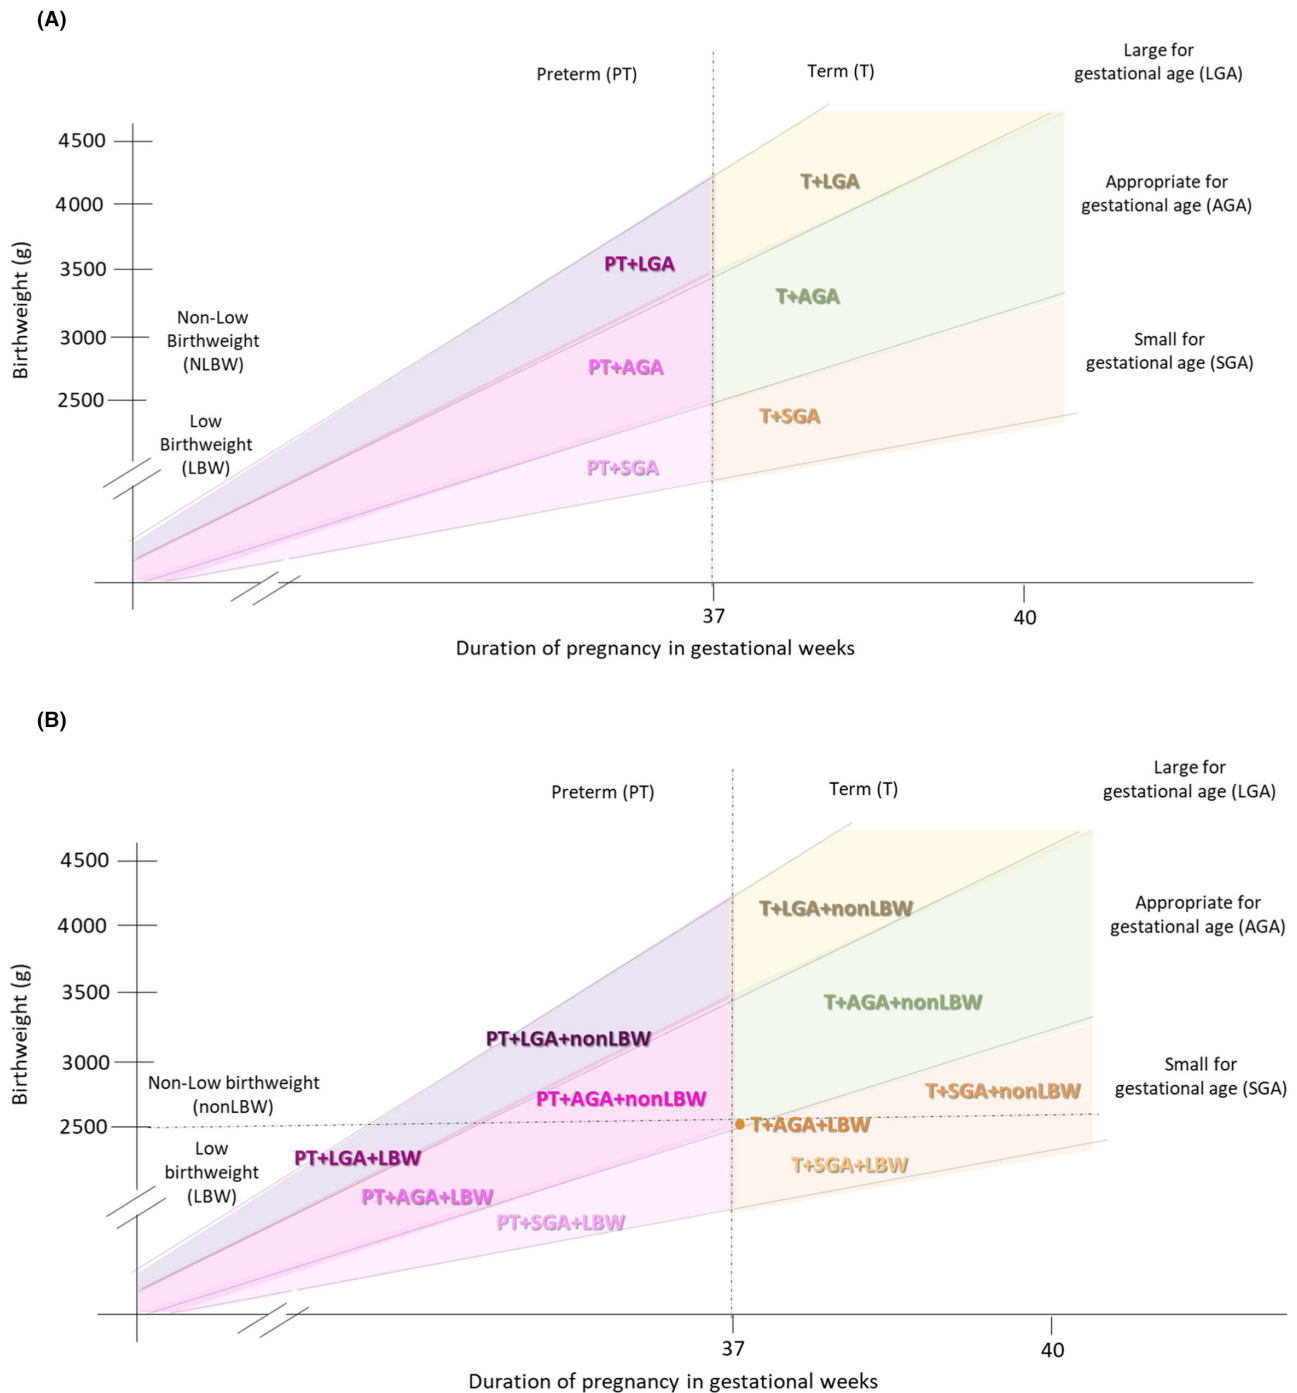 (A)
Large for
gestational age (LGA)
Preterm (PT)
Term (T)
4500
T+LGA
Appropriate for
gestational age (AGA)
4000
PT+LGA
3500
T+AGA
Birthweight (g)
Non-Low
Birthweight
(NLBW)
3000
Small for
gestational age (SGA)
PT+AGA
2500
T+SGA
Low
Birthweight
(LBW)
PT+SGA
37
40
Duration of pregnancy in gestational weeks
(B)
Large for
gestational age (LGA)
Preterm (PT)
Term (T)
4500
T+LGA+nonLBW
Appropriate for
gestational age (AGA)
4000
3500
T+AGA+nonLBW
Birthweight (g)
PT+LGA+nonLBW
3000
Small for
gestational age (SGA)
Non-Low birthweight
(nonLBW)
PT+AGA+nonLBW
T+SGA+nonLBW
2500
T+AGA+LBW
Low
birthweight
(LBW)
PT+LGA+LBW
T+SGA+LBW
PT+AGA+LBW
PT+SGA+LBW
37
40
Duration of pregnancy in gestational weeks